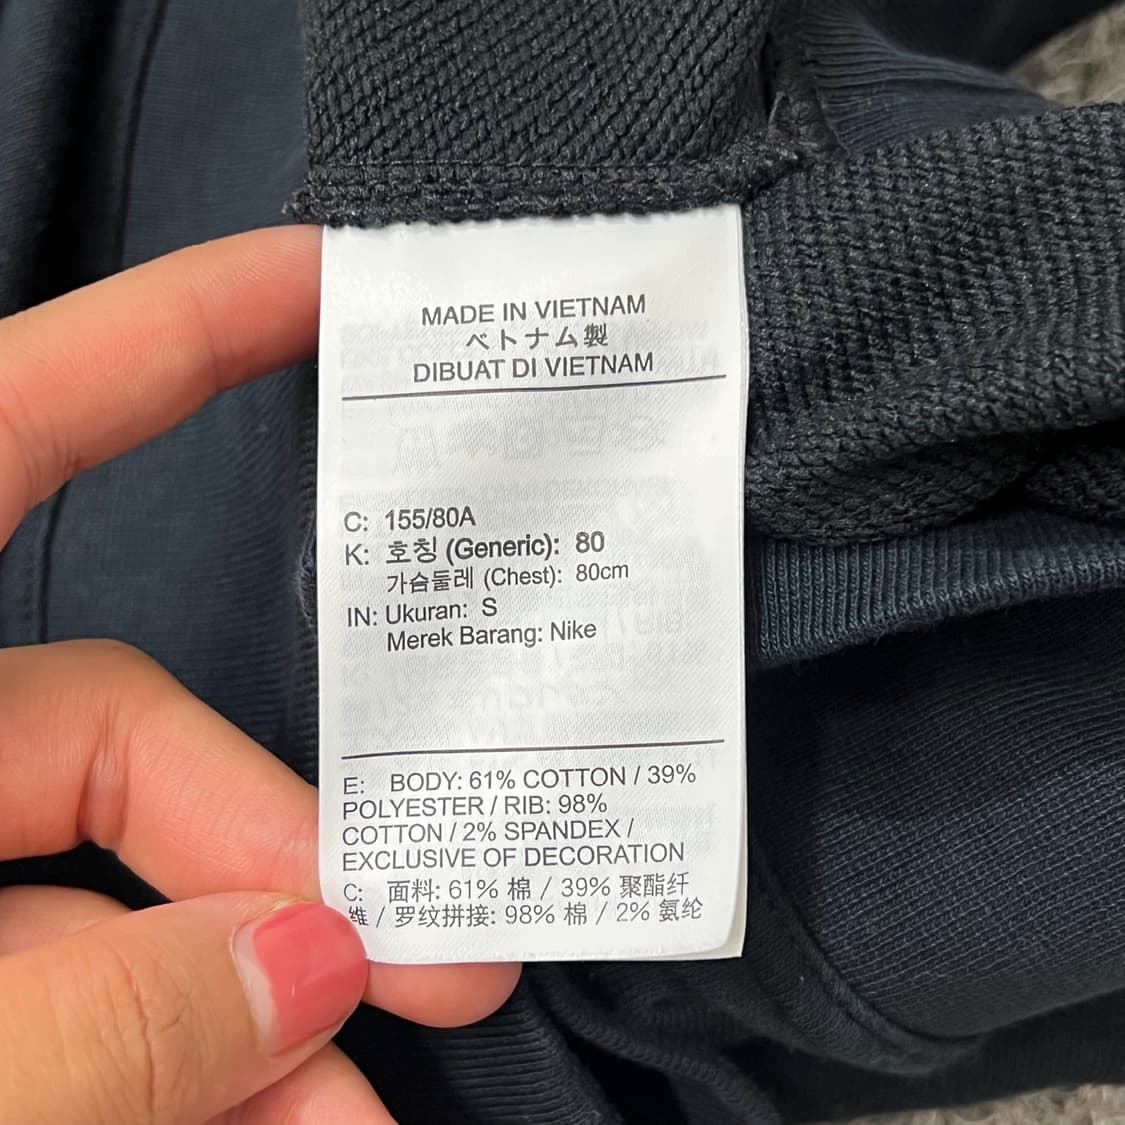 MADE IN VIETNAM
ベトナム製
DIBUAT DI VIETNAM
C: 155/80A
K: 호칭 (Generic): 80
가슴둘레 (Chest): 80cm
IN: Ukuran: S
Merek Barang: Nike
E: BODY: 61% COTTON / 39%
POLYESTER / RIB: 98%
COTTON / 2% SPANDEX /
EXCLUSIVE OF DECORATION
C: 面料: 61% 棉 / 39% 聚酯纤
维 / 罗纹拼接: 98% 棉 / 2% 氨纶